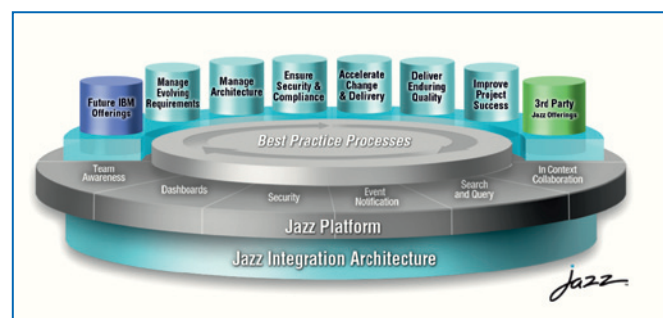 Future IBM
Offerings
Manage
Evolving
Requirements
Manage
Architecture
Ensure
Security &
Compliance
Accelerate
Change
& Delivery
Deliver
Enduring
Quality
Improve
Project
Success
3rd Party
Jazz Offerings
Best Practice Processes
Team
Awareness
Dashboards
Security
Event
Notification
Search
and Query
In Context
Collaboration
Jazz Platform
Jazz Integration Architecture
jazz